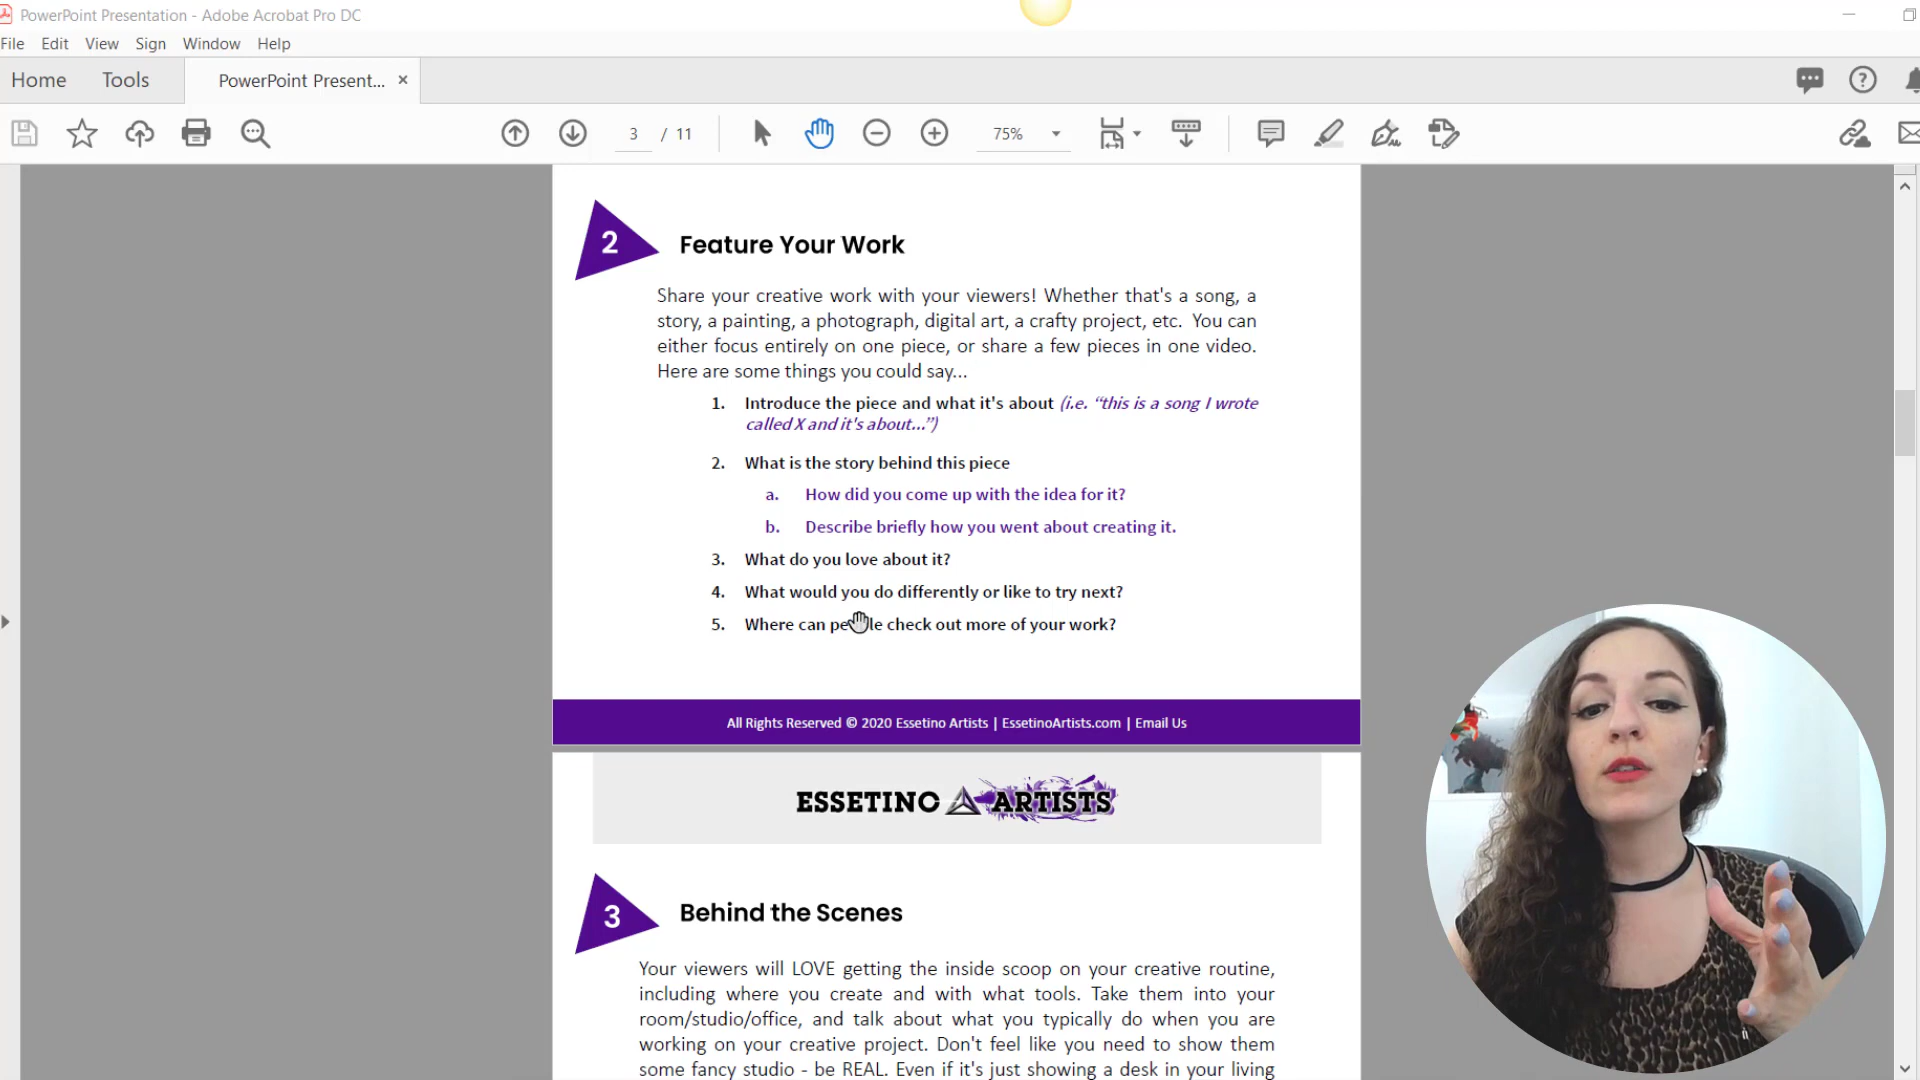 PowerPoint Presentation - Adobe Acrobat Pro DC
File Edit View Sign Window Help
Home Tools PowerPoint Present... ×
3 / 11 75%
2 Feature Your Work
Share your creative work with your viewers! Whether that's a song, a
story, a painting, a photograph, digital art, a crafty project, etc. You can
either focus entirely on one piece, or share a few pieces in one video.
Here are some things you could say...
1. Introduce the piece and what it's about (i.e. “this is a song I wrote
called X and it's about...”)
2. What is the story behind this piece
a. How did you come up with the idea for it?
b. Describe briefly how you went about creating it.
3. What do you love about it?
4. What would you do differently or like to try next?
5. Where can people check out more of your work?
All Rights Reserved © 2020 Essetino Artists | EssetinoArtists.com | Email Us
ESSETINO ARTISTS
3 Behind the Scenes
Your viewers will LOVE getting the inside scoop on your creative routine,
including where you create and with what tools. Take them into your
room/studio/office, and talk about what you typically do when you are
working on your creative project. Don't feel like you need to show them
some fancy studio - be REAL. Even if it's just showing a desk in your living